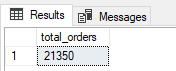 Results Messages
total_orders
1 21350